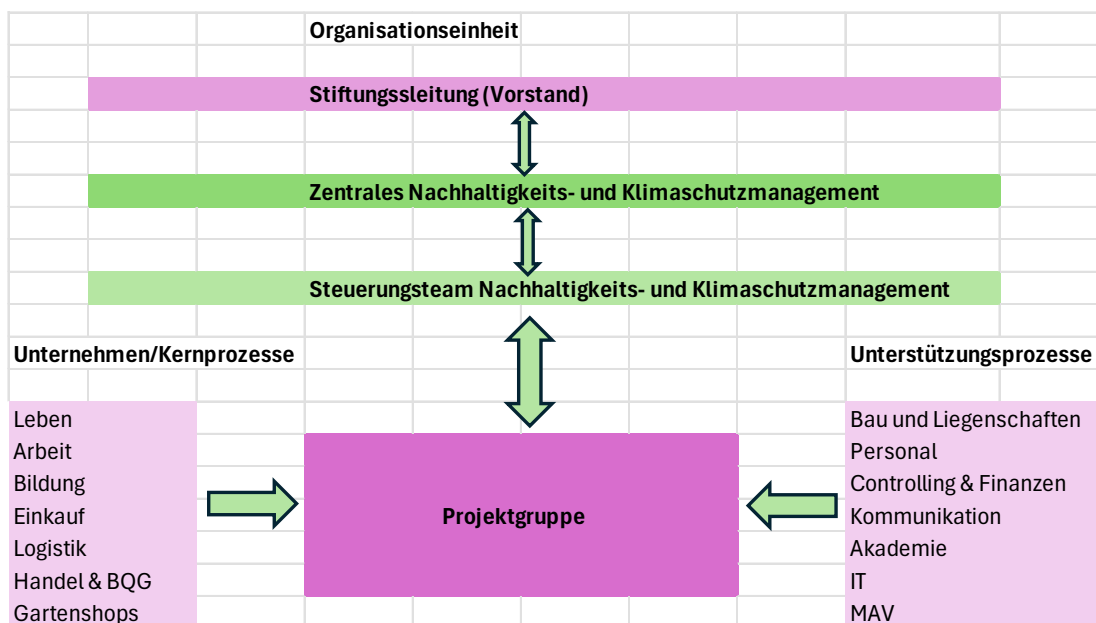 Organisationseinheit
Stiftungssleitung (Vorstand)
Zentrales Nachhaltigkeits- und Klimaschutzmanagement
Steuerungsteam Nachhaltigkeits- und Klimaschutzmanagement
Unternehmen/Kernprozesse
Unterstützungsprozesse
Leben
Arbeit
Bildung
Einkauf
Logistik
Handel & BQG
Gartenshops
Projektgruppe
Bau und Liegenschaften
Personal
Controlling & Finanzen
Kommunikation
Akademie
IT
MAV